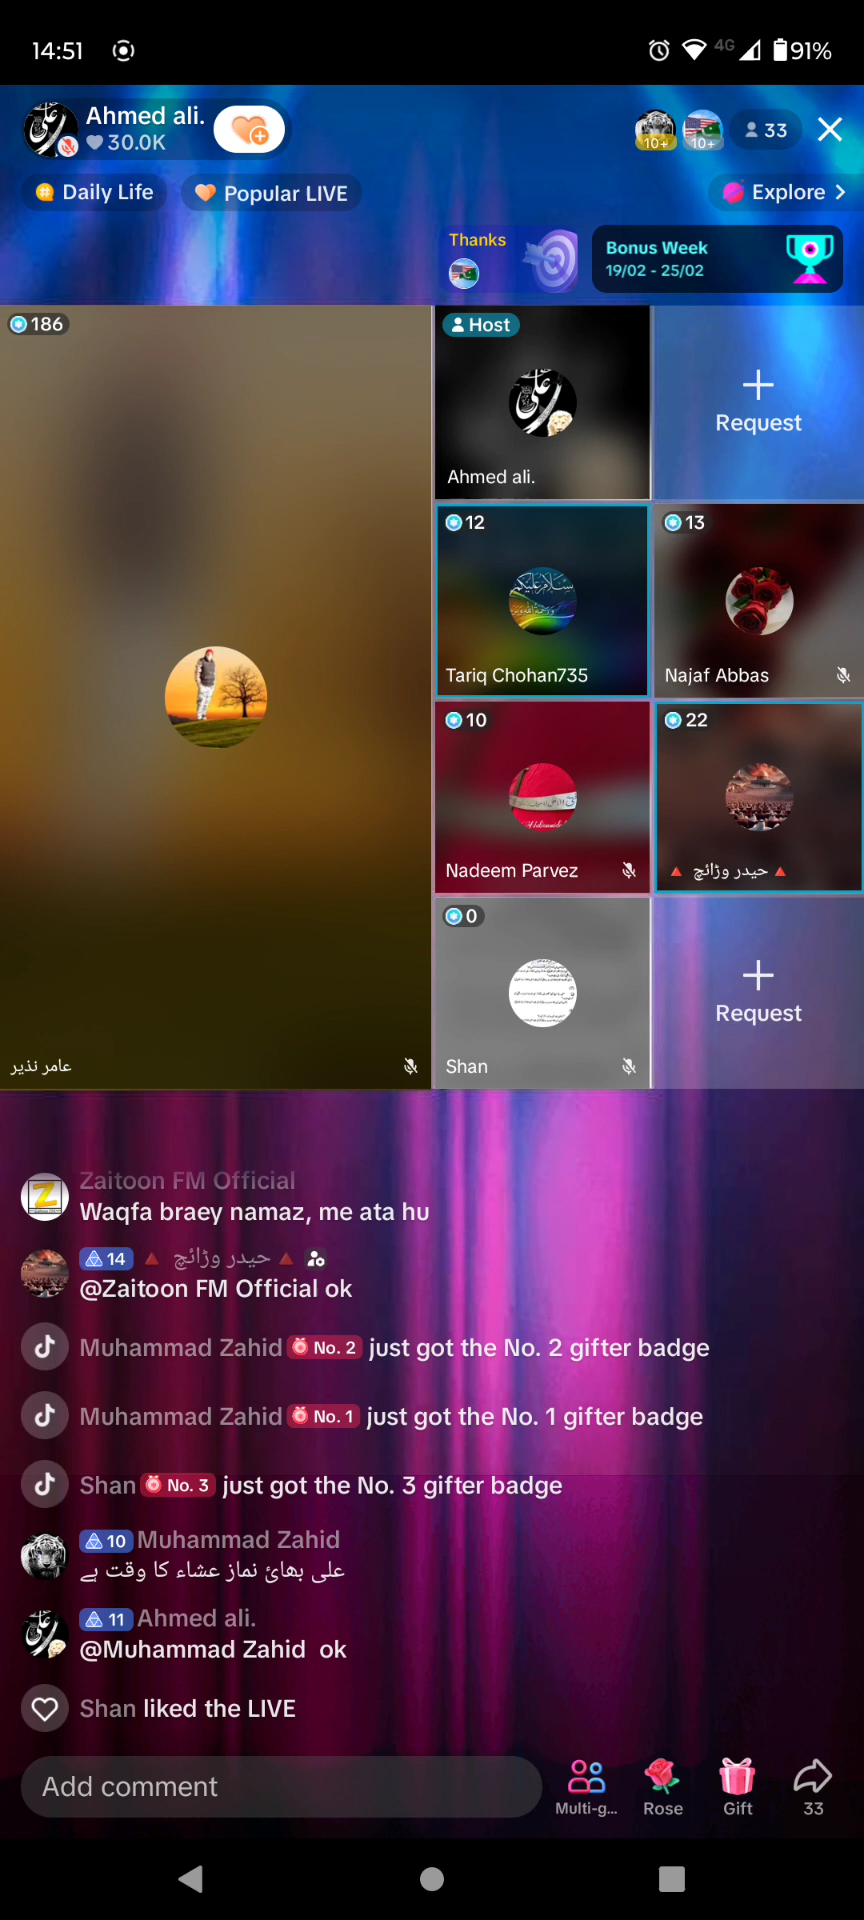 14:51
4G
91%
Ahmed ali.
30.0K
10+
10+
33
Daily Life
Popular LIVE
Explore
Thanks
Bonus Week
19/02 - 25/02
186
Host
Ahmed ali.
Request
12
Tariq Chohan735
13
Najaf Abbas
10
Nadeem Parvez
22
🔺 حیدر وڑائچ 🔺
عامر نذیر
0
Shan
Request
Zaitoon FM Official
Waqfa braey namaz, me ata hu
14 🔺 حیدر وڑائچ 🔺
@Zaitoon FM Official ok
Muhammad Zahid No. 2 just got the No. 2 gifter badge
Muhammad Zahid No. 1 just got the No. 1 gifter badge
Shan No. 3 just got the No. 3 gifter badge
10 Muhammad Zahid
علی بھائ نماز عشاء کا وقت ہے
11 Ahmed ali.
@Muhammad Zahid ok
Shan liked the LIVE
Add comment
Multi-g...
Rose
Gift
33